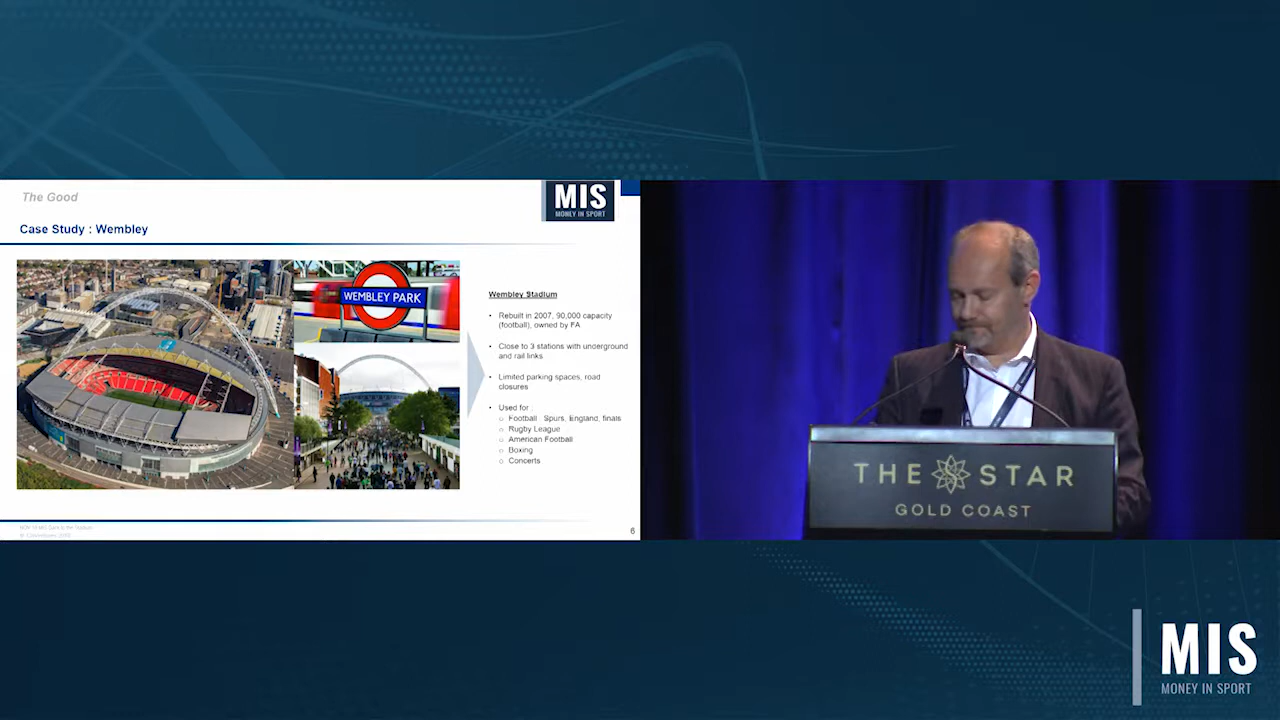 The Good
MIS
MONEY IN SPORT
Case Study : Wembley
WEMBLEY PARK
Wembley Stadium
• Rebuilt in 2007, 90,000 capacity
(football), owned by FA
• Close to 3 stations with underground
and rail links
• Limited parking spaces, road
closures
• Used for :
o Football : Spurs, England, finals
o Rugby League
o American Football
o Boxing
o Concerts
6
THE STAR
GOLD COAST
MIS
MONEY IN SPORT